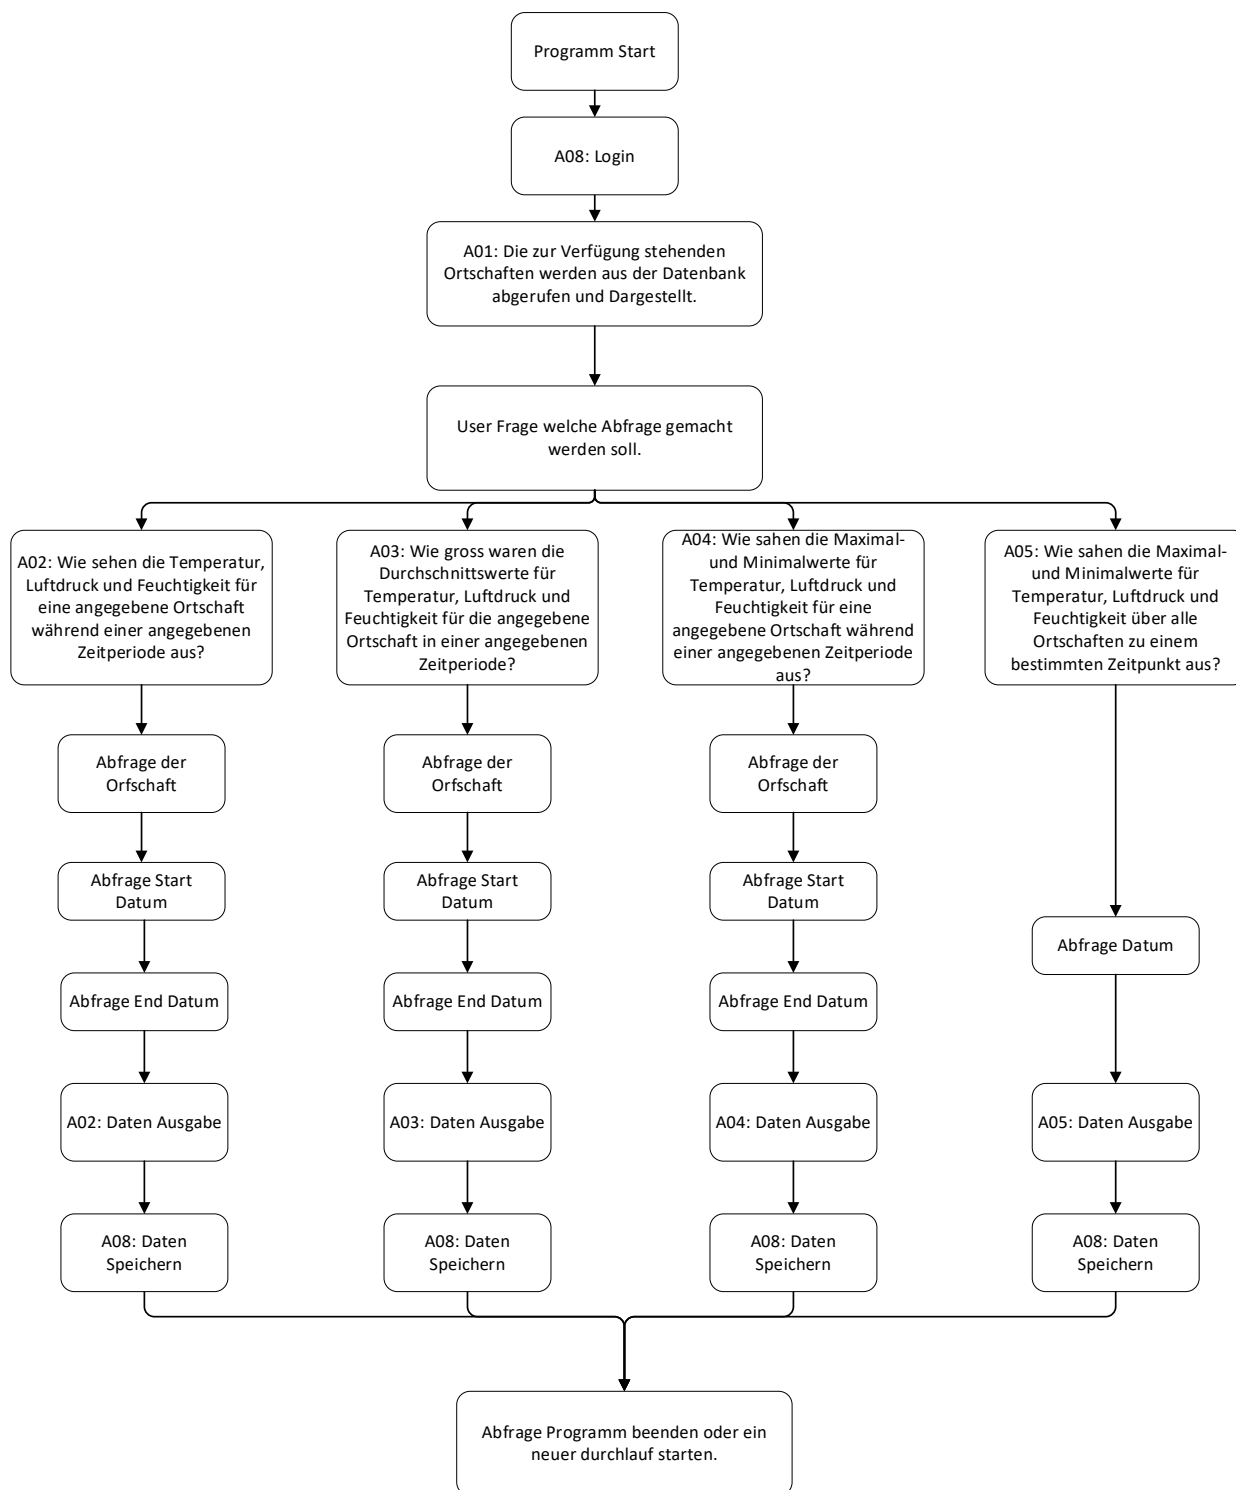 Programm Start
A08: Login
A01: Die zur Verfügung stehenden
Ortschaften werden aus der Datenbank
abgerufen und Dargestellt.
User Frage welche Abfrage gemacht
werden soll.
A02: Wie sehen die Temperatur,
Luftdruck und Feuchtigkeit für
eine angegebene Ortschaft
während einer angegebenen
Zeitperiode aus?
A03: Wie gross waren die
Durchschnittswerte für
Temperatur, Luftdruck und
Feuchtigkeit für die angegebene
Ortschaft in einer angegebenen
Zeitperiode?
A04: Wie sahen die Maximal-
und Minimalwerte für
Temperatur, Luftdruck und
Feuchtigkeit für eine
angegebene Ortschaft während
einer angegebenen Zeitperiode
aus?
A05: Wie sahen die Maximal-
und Minimalwerte für
Temperatur, Luftdruck und
Feuchtigkeit über alle
Ortschaften zu einem
bestimmten Zeitpunkt aus?
Abfrage der
Orfschaft
Abfrage der
Orfschaft
Abfrage der
Orfschaft
Abfrage Start
Datum
Abfrage Start
Datum
Abfrage Start
Datum
Abfrage Datum
Abfrage End Datum
Abfrage End Datum
Abfrage End Datum
A02: Daten Ausgabe
A03: Daten Ausgabe
A04: Daten Ausgabe
A05: Daten Ausgabe
A08: Daten
Speichern
A08: Daten
Speichern
A08: Daten
Speichern
A08: Daten
Speichern
Abfrage Programm beenden oder ein
neuer durchlauf starten.